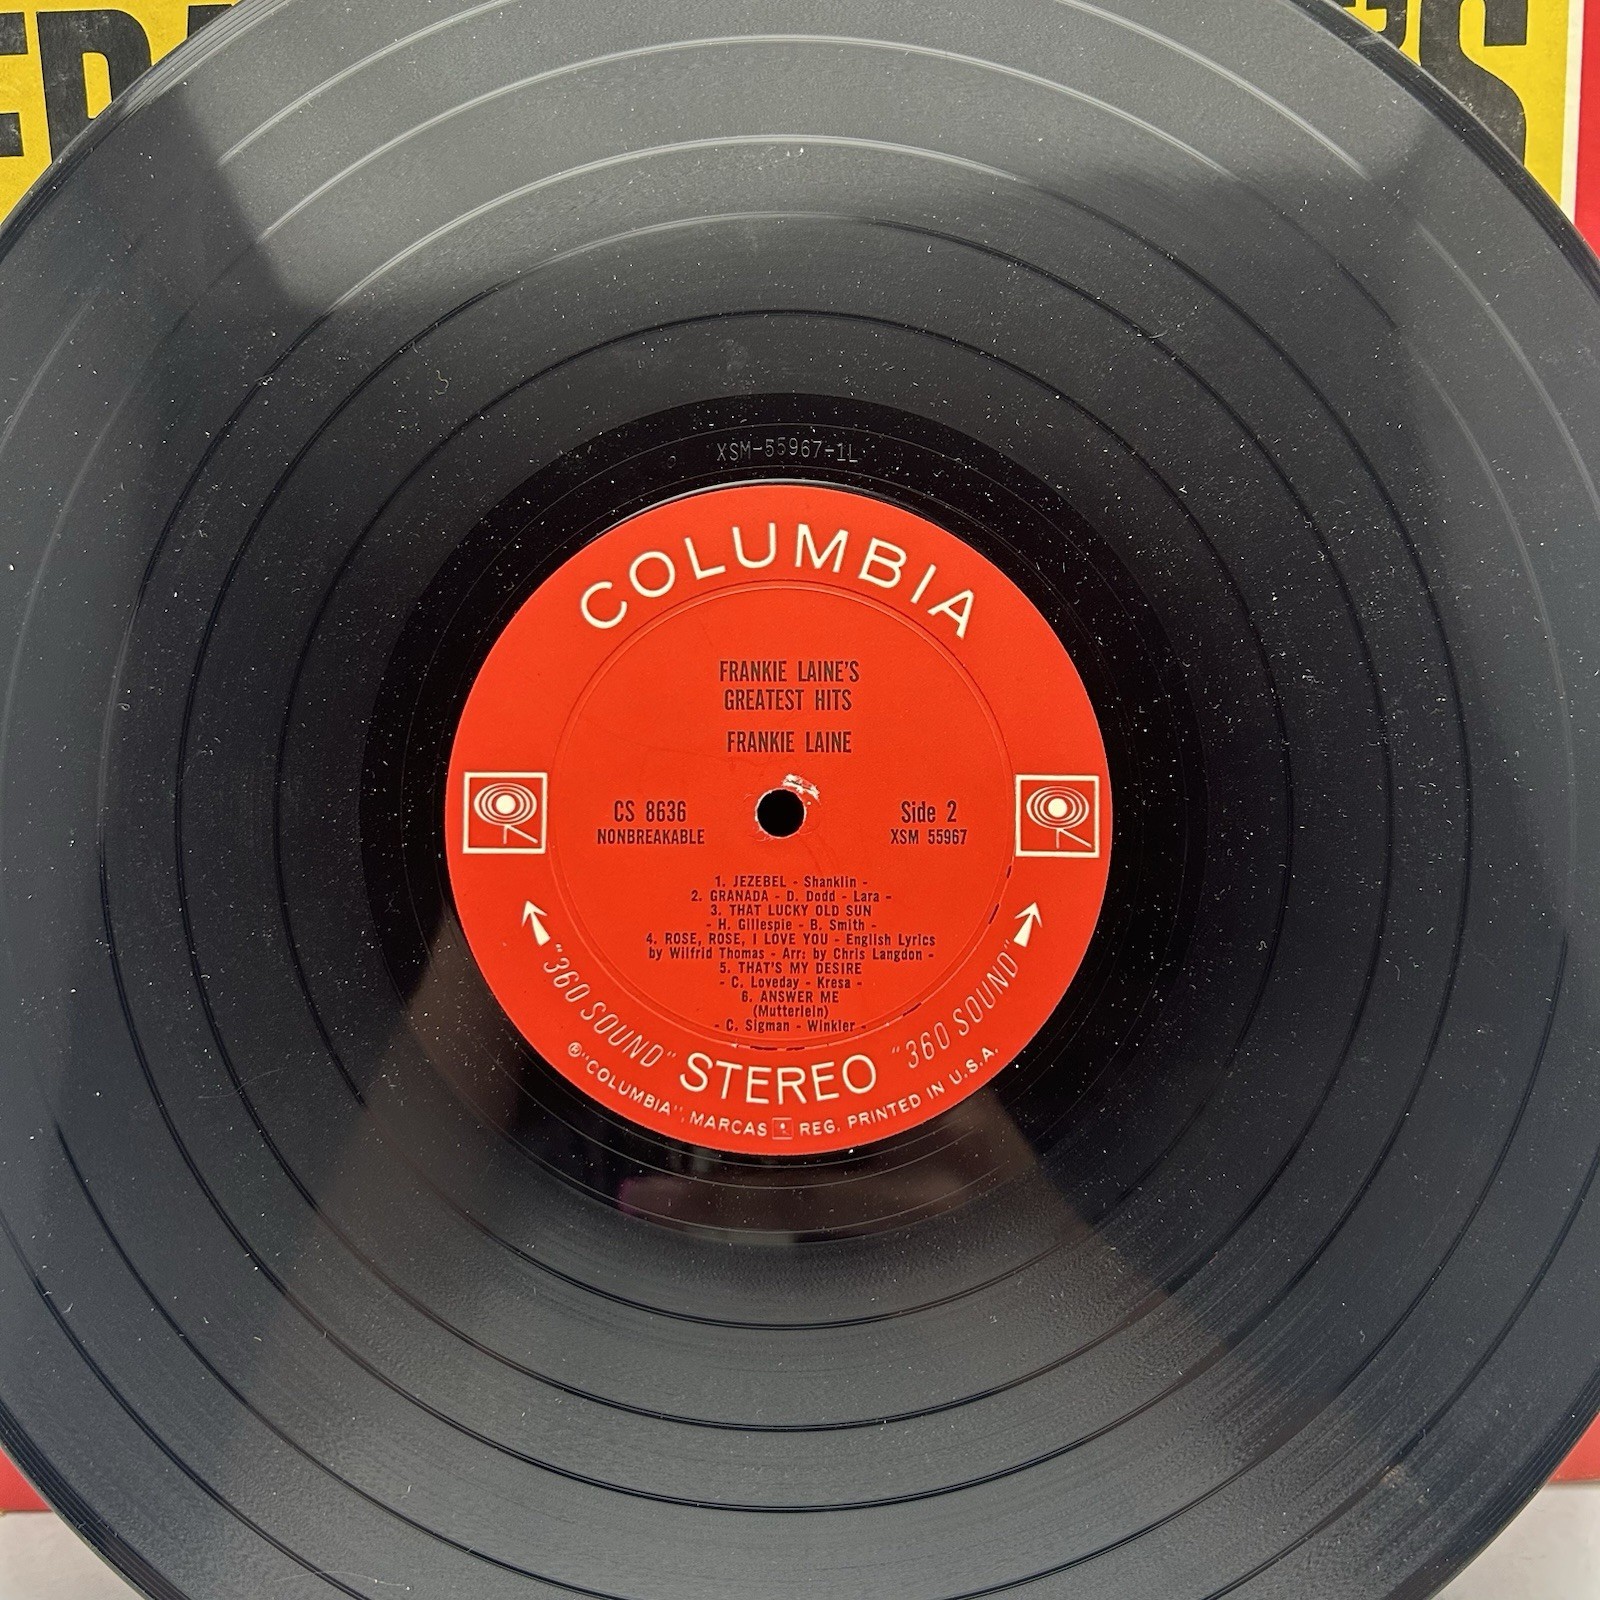 XSM-55967-1L
COLUMBIA
FRANKIE LAINE'S
GREATEST HITS
FRANKIE LAINE
CS 8636
NONBREAKABLE
Side 2
XSM 55967
1. JEZEBEL - Shanklin -
2. GRANADA - D. Dodd - Lara -
3. THAT LUCKY OLD SUN
- H. Gillespie - B. Smith -
4. ROSE, ROSE, I LOVE YOU - English Lyrics
by Wilfrid Thomas - Arr: by Chris Langdon -
5. THAT'S MY DESIRE
- C. Loveday - Kresa -
6. ANSWER ME
(Mutterlein)
- C. Sigman - Winkler -
"360 SOUND" STEREO "360 SOUND"
®"COLUMBIA", MARCAS REG. PRINTED IN U.S.A.